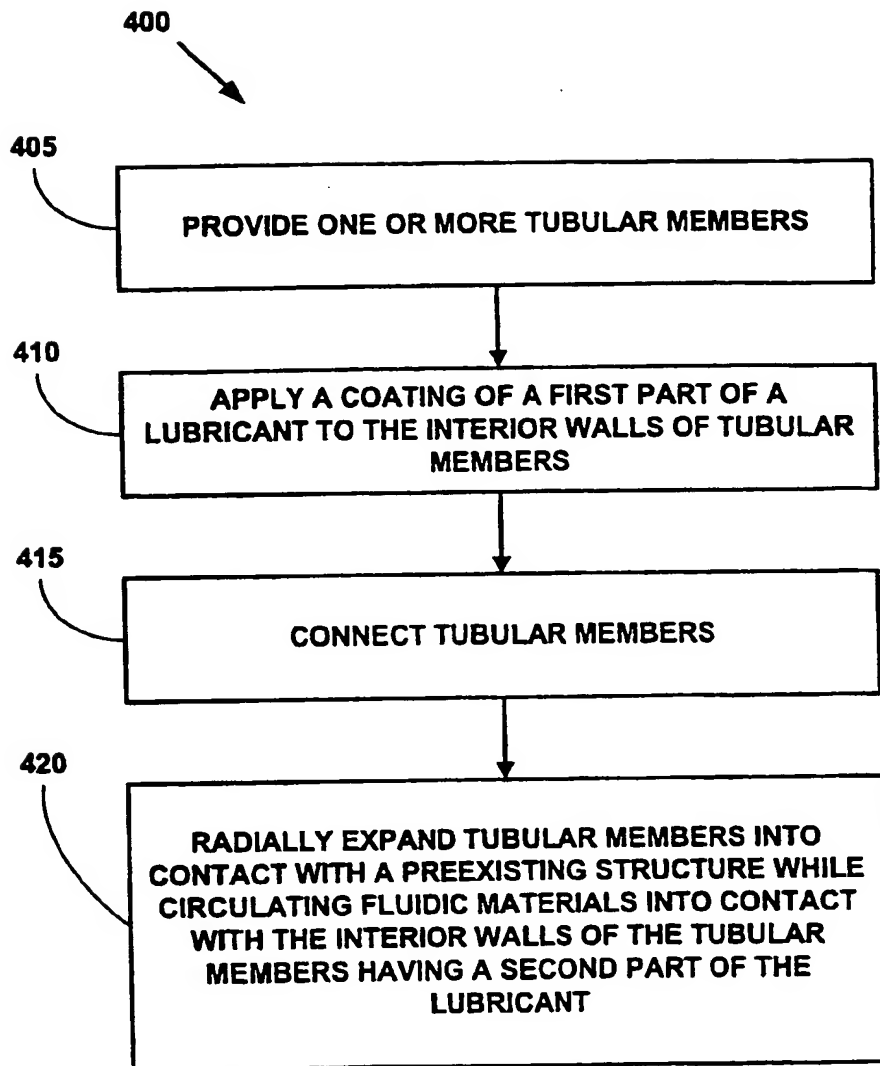 400
405
PROVIDE ONE OR MORE TUBULAR MEMBERS
410
APPLY A COATING OF A FIRST PART OF A
LUBRICANT TO THE INTERIOR WALLS OF TUBULAR
MEMBERS
415
CONNECT TUBULAR MEMBERS
420
RADIALLY EXPAND TUBULAR MEMBERS INTO
CONTACT WITH A PREEXISTING STRUCTURE WHILE
CIRCULATING FLUIDIC MATERIALS INTO CONTACT
WITH THE INTERIOR WALLS OF THE TUBULAR
MEMBERS HAVING A SECOND PART OF THE
LUBRICANT